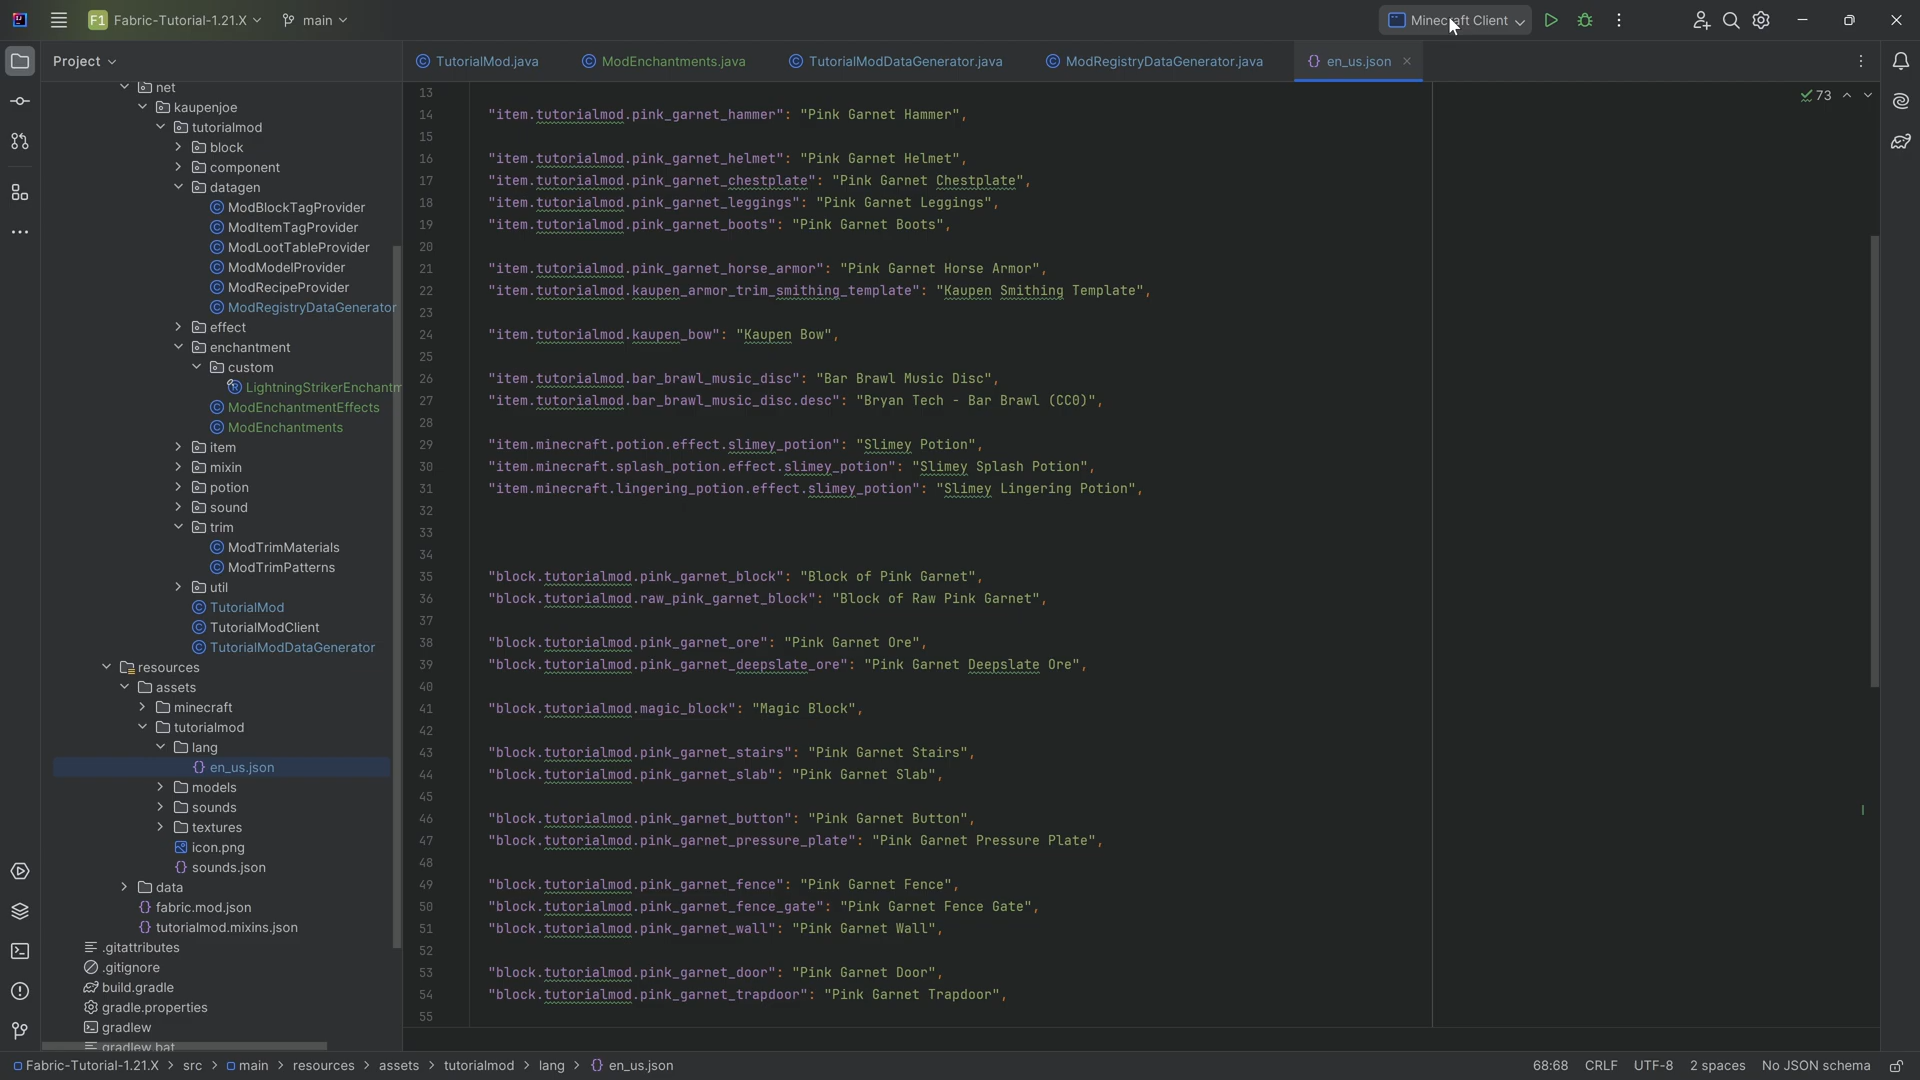 F1 Fabric-Tutorial-1.21.X main Minecraft Client
Project
TutorialMod.java ModEnchantments.java TutorialModDataGenerator.java ModRegistryDataGenerator.java {} en_us.json
73
net
kaupenjoe
tutorialmod
block
component
datagen
ModBlockTagProvider
ModItemTagProvider
ModLootTableProvider
ModModelProvider
ModRecipeProvider
ModRegistryDataGenerator
effect
enchantment
custom
LightningStrikerEnchantm
ModEnchantmentEffects
ModEnchantments
item
mixin
potion
sound
trim
ModTrimMaterials
ModTrimPatterns
util
TutorialMod
TutorialModClient
TutorialModDataGenerator
resources
assets
minecraft
tutorialmod
lang
{} en_us.json
models
sounds
textures
icon.png
{} sounds.json
data
{} fabric.mod.json
{} tutorialmod.mixins.json
.gitattributes
.gitignore
build.gradle
gradle.properties
gradlew
gradlew.bat
13
14 "item.tutorialmod.pink_garnet_hammer": "Pink Garnet Hammer",
15
16 "item.tutorialmod.pink_garnet_helmet": "Pink Garnet Helmet",
17 "item.tutorialmod.pink_garnet_chestplate": "Pink Garnet Chestplate",
18 "item.tutorialmod.pink_garnet_leggings": "Pink Garnet Leggings",
19 "item.tutorialmod.pink_garnet_boots": "Pink Garnet Boots",
20
21 "item.tutorialmod.pink_garnet_horse_armor": "Pink Garnet Horse Armor",
22 "item.tutorialmod.kaupen_armor_trim_smithing_template": "Kaupen Smithing Template",
23
24 "item.tutorialmod.kaupen_bow": "Kaupen Bow",
25
26 "item.tutorialmod.bar_brawl_music_disc": "Bar Brawl Music Disc",
27 "item.tutorialmod.bar_brawl_music_disc.desc": "Bryan Tech - Bar Brawl (CC0)",
28
29 "item.minecraft.potion.effect.slimey_potion": "Slimey Potion",
30 "item.minecraft.splash_potion.effect.slimey_potion": "Slimey Splash Potion",
31 "item.minecraft.lingering_potion.effect.slimey_potion": "Slimey Lingering Potion",
32
33
34
35 "block.tutorialmod.pink_garnet_block": "Block of Pink Garnet",
36 "block.tutorialmod.raw_pink_garnet_block": "Block of Raw Pink Garnet",
37
38 "block.tutorialmod.pink_garnet_ore": "Pink Garnet Ore",
39 "block.tutorialmod.pink_garnet_deepslate_ore": "Pink Garnet Deepslate Ore",
40
41 "block.tutorialmod.magic_block": "Magic Block",
42
43 "block.tutorialmod.pink_garnet_stairs": "Pink Garnet Stairs",
44 "block.tutorialmod.pink_garnet_slab": "Pink Garnet Slab",
45
46 "block.tutorialmod.pink_garnet_button": "Pink Garnet Button",
47 "block.tutorialmod.pink_garnet_pressure_plate": "Pink Garnet Pressure Plate",
48
49 "block.tutorialmod.pink_garnet_fence": "Pink Garnet Fence",
50 "block.tutorialmod.pink_garnet_fence_gate": "Pink Garnet Fence Gate",
51 "block.tutorialmod.pink_garnet_wall": "Pink Garnet Wall",
52
53 "block.tutorialmod.pink_garnet_door": "Pink Garnet Door",
54 "block.tutorialmod.pink_garnet_trapdoor": "Pink Garnet Trapdoor",
55
Fabric-Tutorial-1.21.X > src > main > resources > assets > tutorialmod > lang > {} en_us.json 68:68 CRLF UTF-8 2 spaces No JSON schema